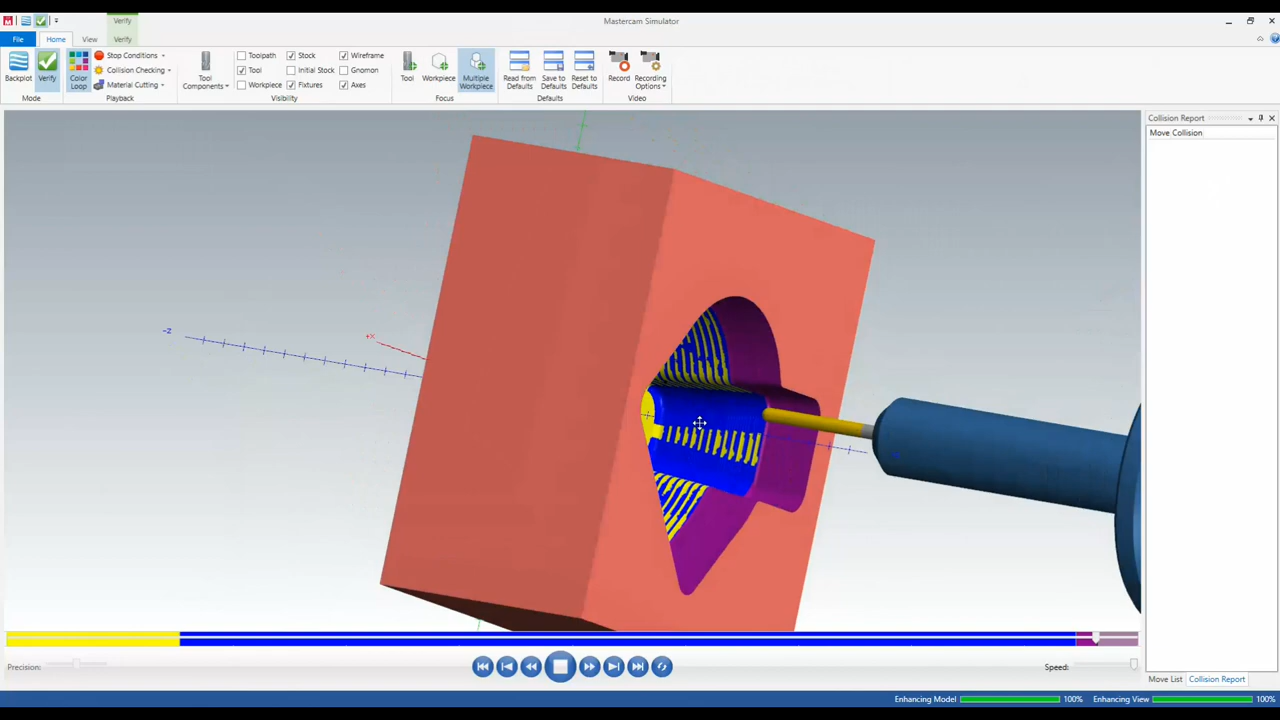 Verify
Mastercam Simulator
File
Home
View
Verify
Backplot
Verify
Mode
Color Loop
Stop Conditions
Collision Checking
Material Cutting
Playback
Tool Components
Toolpath
Tool
Workpiece
Stock
Initial Stock
Fixtures
Wireframe
Gnomon
Axes
Visibility
Tool
Workpiece
Multiple Workpiece
Focus
Read from Defaults
Save to Defaults
Reset to Defaults
Defaults
Record
Recording Options
Video
Collision Report
Move Collision
-Z
+X
Precision:
Speed:
Move List
Collision Report
Enhancing Model
100%
Enhancing View
100%